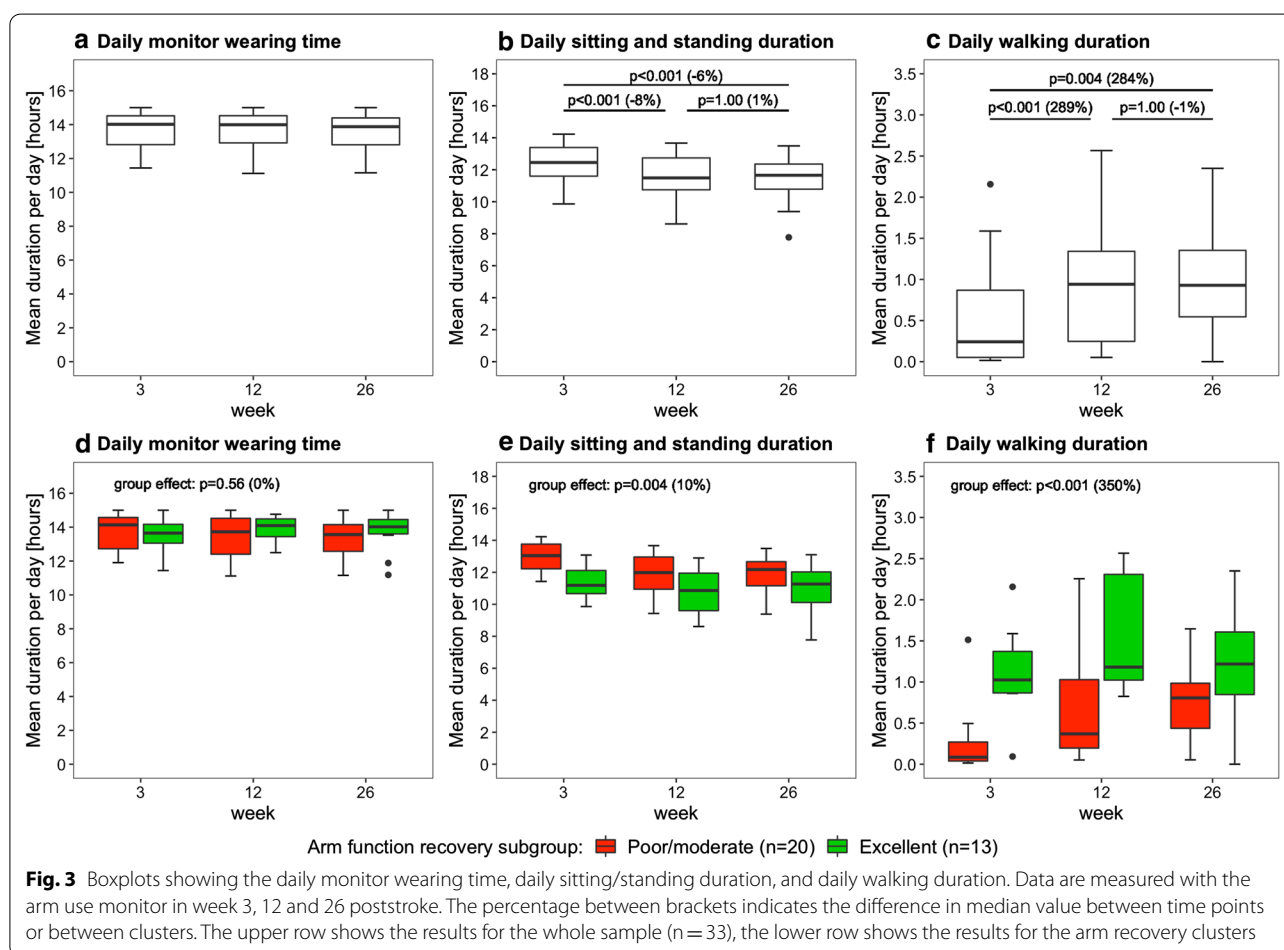 a Daily monitor wearing time
Mean duration per day [hours]
16
14
12
10
8
6
4
2
0
3 12 26
week
b Daily sitting and standing duration
Mean duration per day [hours]
18
16
14
12
10
8
6
4
2
0
p<0.001 (-6%)
p<0.001 (-8%) p=1.00 (1%)
3 12 26
week
c Daily walking duration
Mean duration per day [hours]
3.5
3.0
2.5
2.0
1.5
1.0
0.5
0.0
p=0.004 (284%)
p<0.001 (289%) p=1.00 (-1%)
3 12 26
week
d Daily monitor wearing time
Mean duration per day [hours]
16
14
12
10
8
6
4
2
0
group effect: p=0.56 (0%)
3 12 26
week
e Daily sitting and standing duration
Mean duration per day [hours]
18
16
14
12
10
8
6
4
2
0
group effect: p=0.004 (10%)
3 12 26
week
f Daily walking duration
Mean duration per day [hours]
3.5
3.0
2.5
2.0
1.5
1.0
0.5
0.0
group effect: p<0.001 (350%)
3 12 26
week
Arm function recovery subgroup: Poor/moderate (n=20) Excellent (n=13)
Fig. 3 Boxplots showing the daily monitor wearing time, daily sitting/standing duration, and daily walking duration. Data are measured with the
arm use monitor in week 3, 12 and 26 poststroke. The percentage between brackets indicates the difference in median value between time points
or between clusters. The upper row shows the results for the whole sample (n = 33), the lower row shows the results for the arm recovery clusters